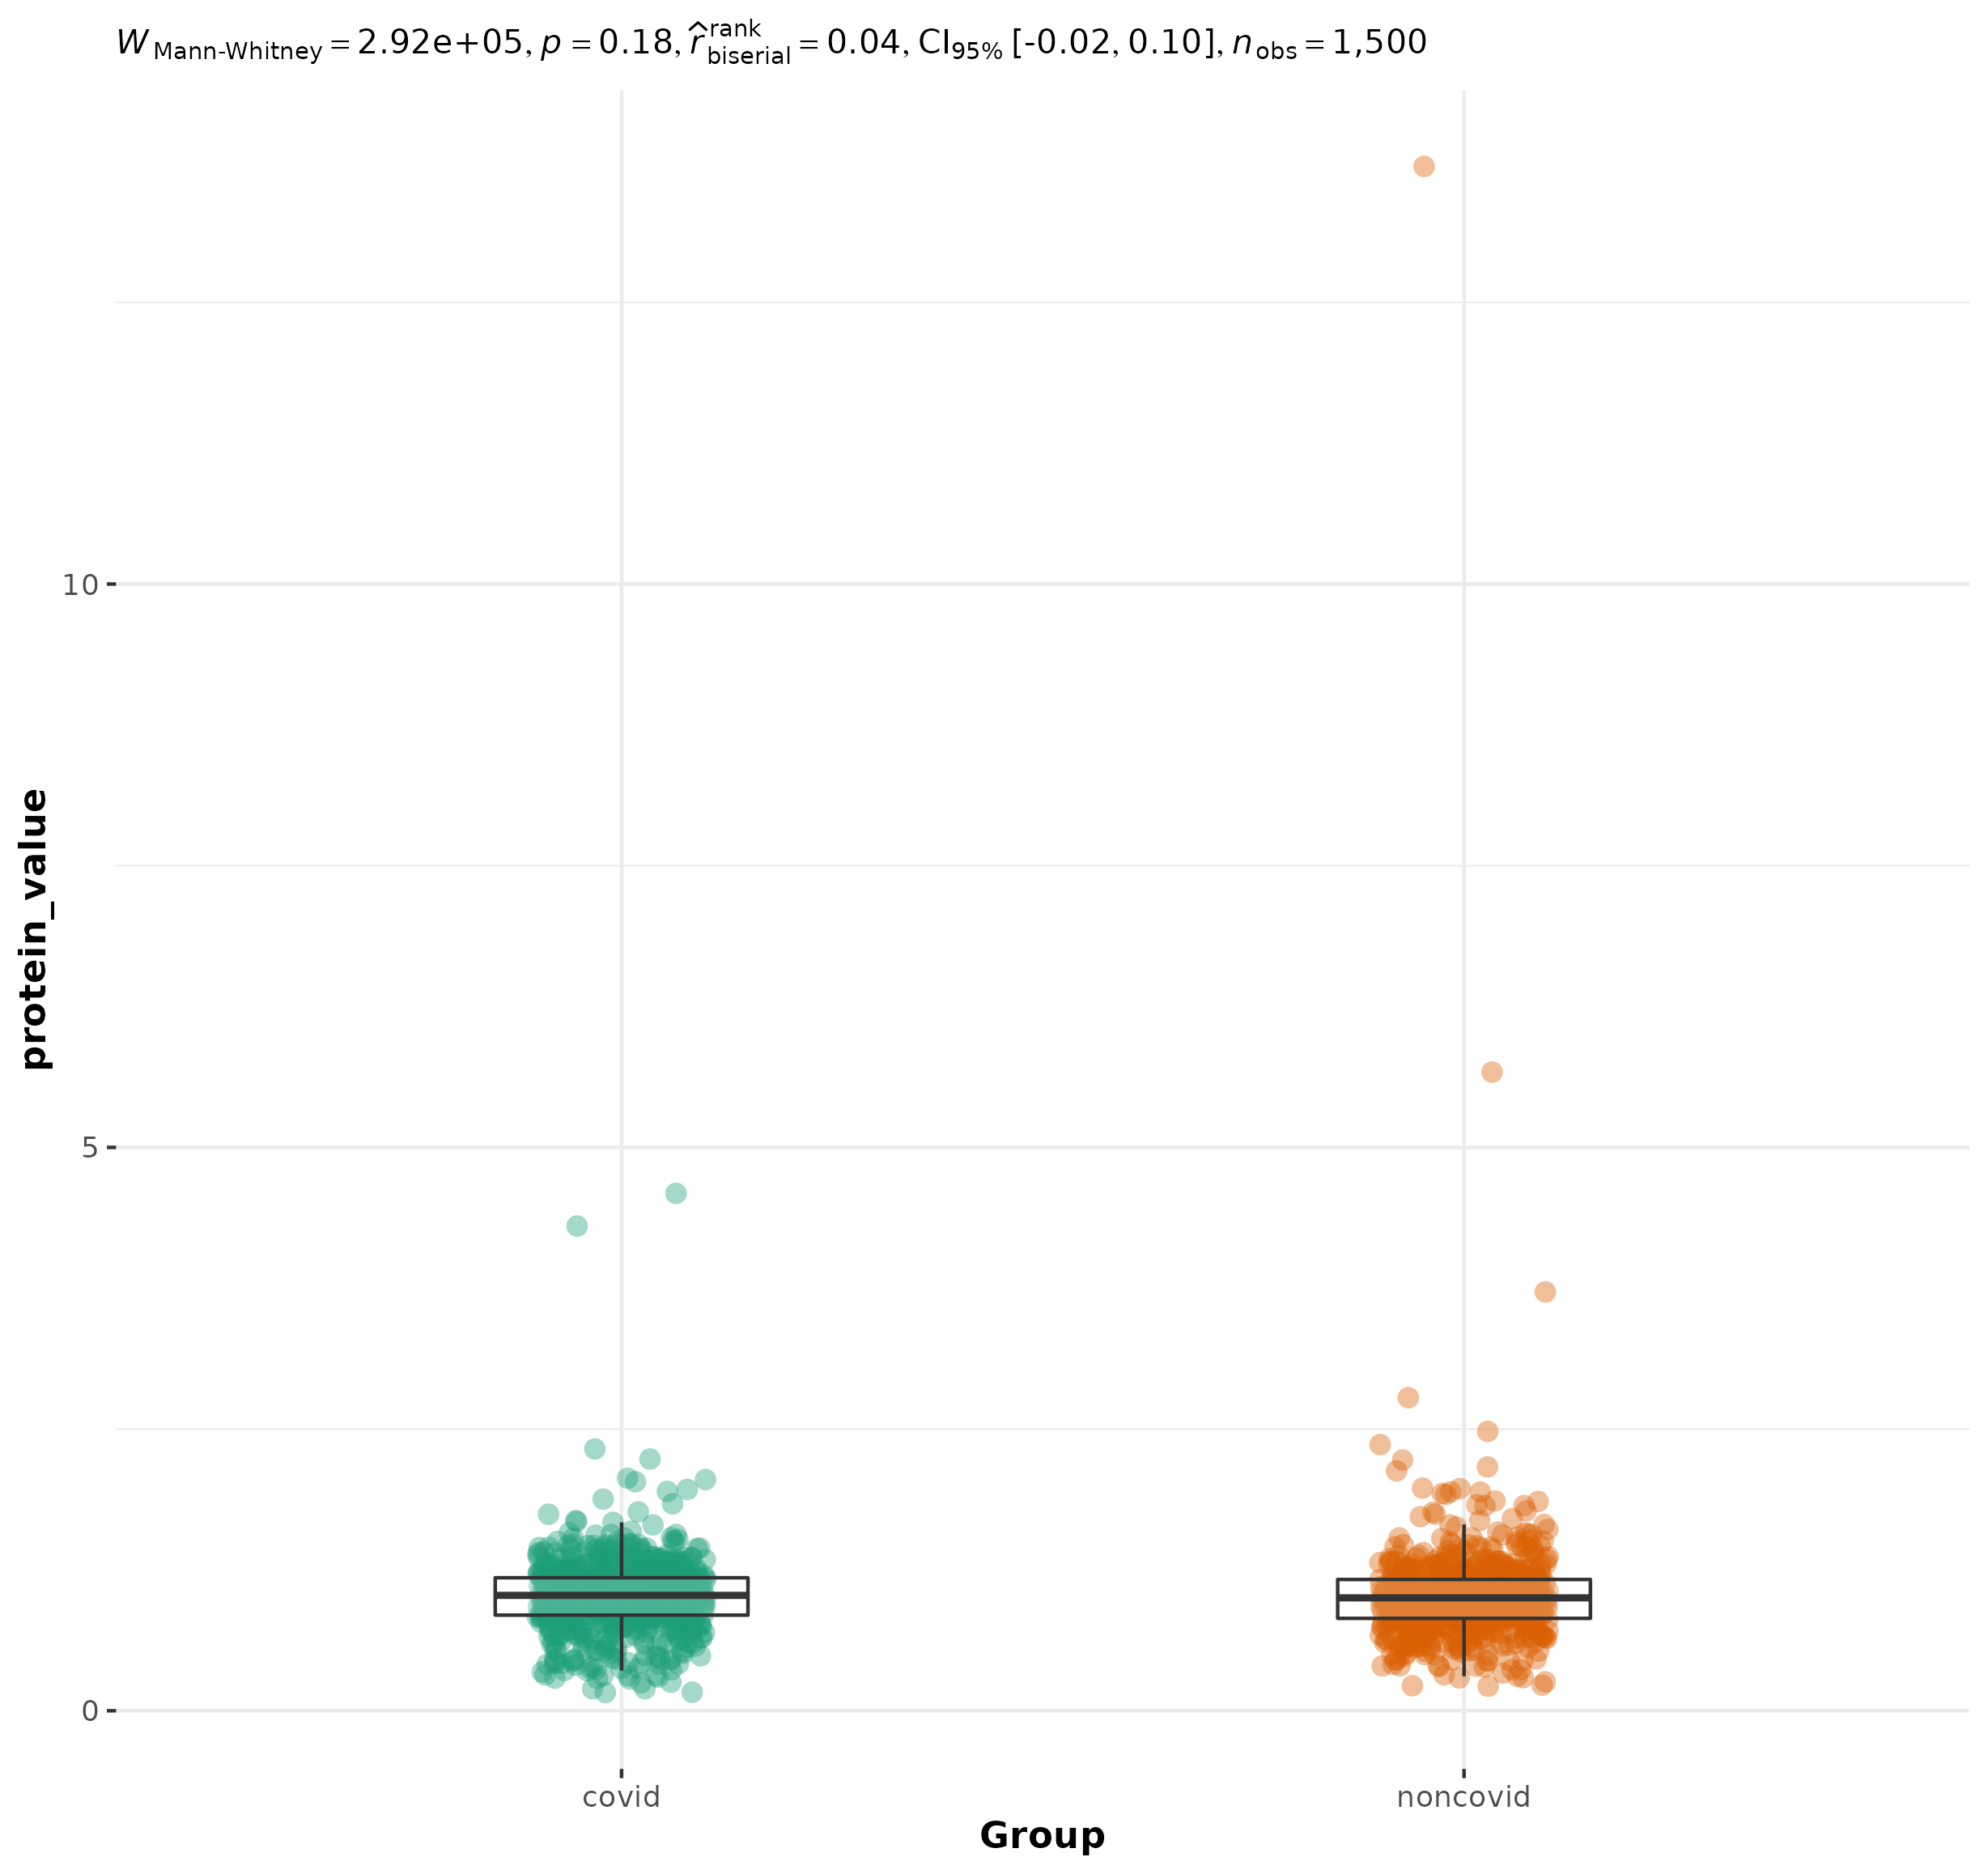 W Mann-Whitney = 2.92e+05, p = 0.18, r̂ rank biserial = 0.04, CI95% [-0.02, 0.10], n obs = 1,500
10
5
0
protein_value
covid noncovid
Group